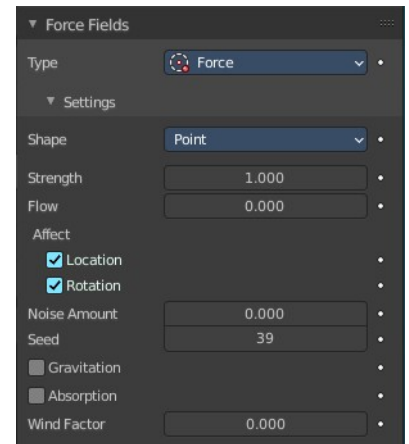 Force Fields
Type Force
Settings
Shape Point
Strength 1.000
Flow 0.000
Affect
Location
Rotation
Noise Amount 0.000
Seed 39
Gravitation
Absorption
Wind Factor 0.000